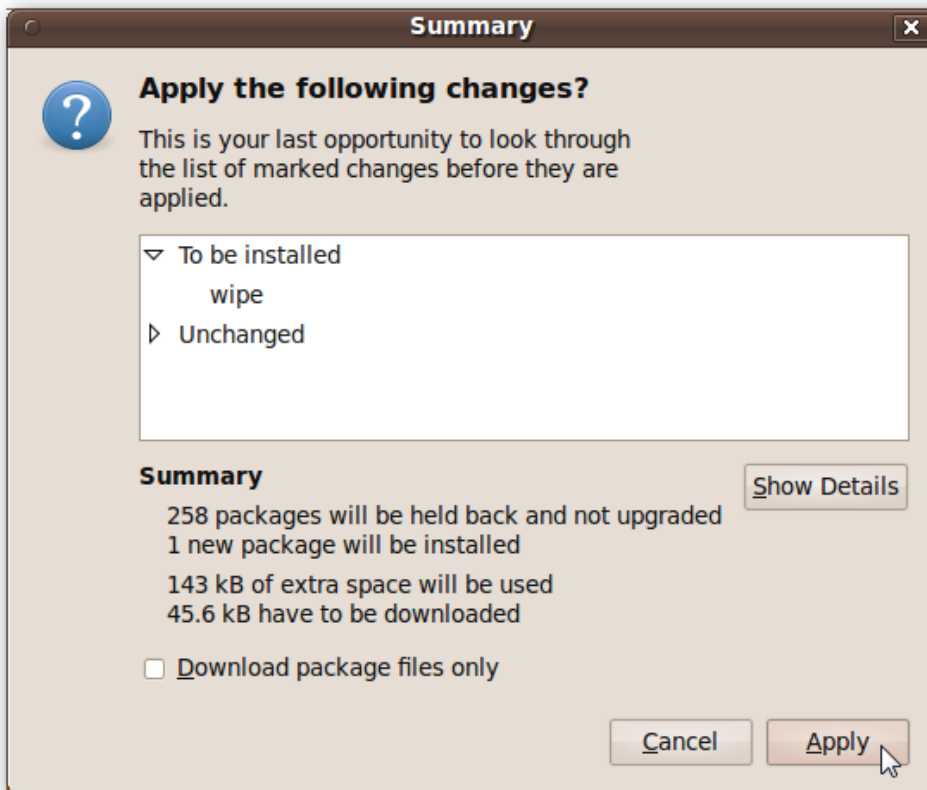 Summary
Apply the following changes?
This is your last opportunity to look through
the list of marked changes before they are
applied.
To be installed
wipe
Unchanged
Summary
Show Details
258 packages will be held back and not upgraded
1 new package will be installed
143 kB of extra space will be used
45.6 kB have to be downloaded
Download package files only
Cancel
Apply